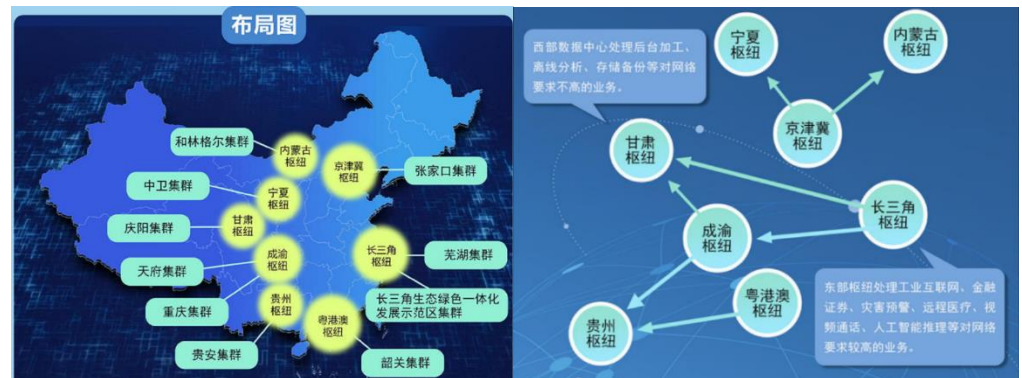 布局图
和林格尔集群
内蒙古
枢纽
京津冀
枢纽
张家口集群
中卫集群
宁夏
枢纽
庆阳集群
甘肃
枢纽
天府集群
成渝
枢纽
长三角
枢纽
芜湖集群
重庆集群
贵州
枢纽
粤港澳
枢纽
长三角生态绿色一体化
发展示范区集群
贵安集群
韶关集群
西部数据中心处理后台加工、
离线分析、存储备份等对网络
要求不高的业务。
宁夏
枢纽
内蒙古
枢纽
京津冀
枢纽
甘肃
枢纽
长三角
枢纽
成渝
枢纽
粤港澳
枢纽
贵州
枢纽
东部枢纽处理工业互联网、金融
证券、灾害预警、远程医疗、视
频通话、人工智能推理等对网络
要求较高的业务。